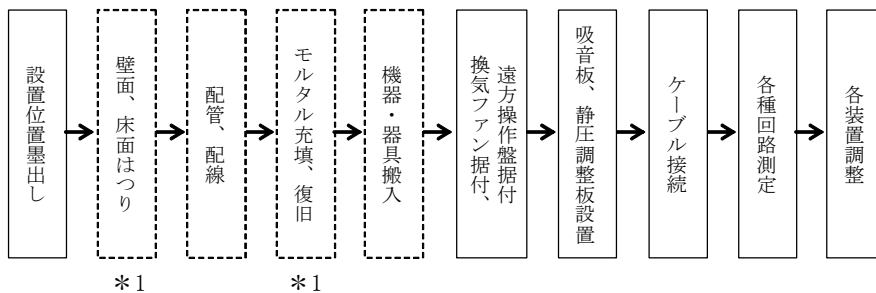 設置位置墨出し
壁面、床面はつり
配管、配線
モルタル充填、復旧
機器・器具搬入
遠方操作盤据付
換気ファン据付、
吸音板、静圧調整板設置
ケーブル接続
各種回路測定
各装置調整
＊1
＊1